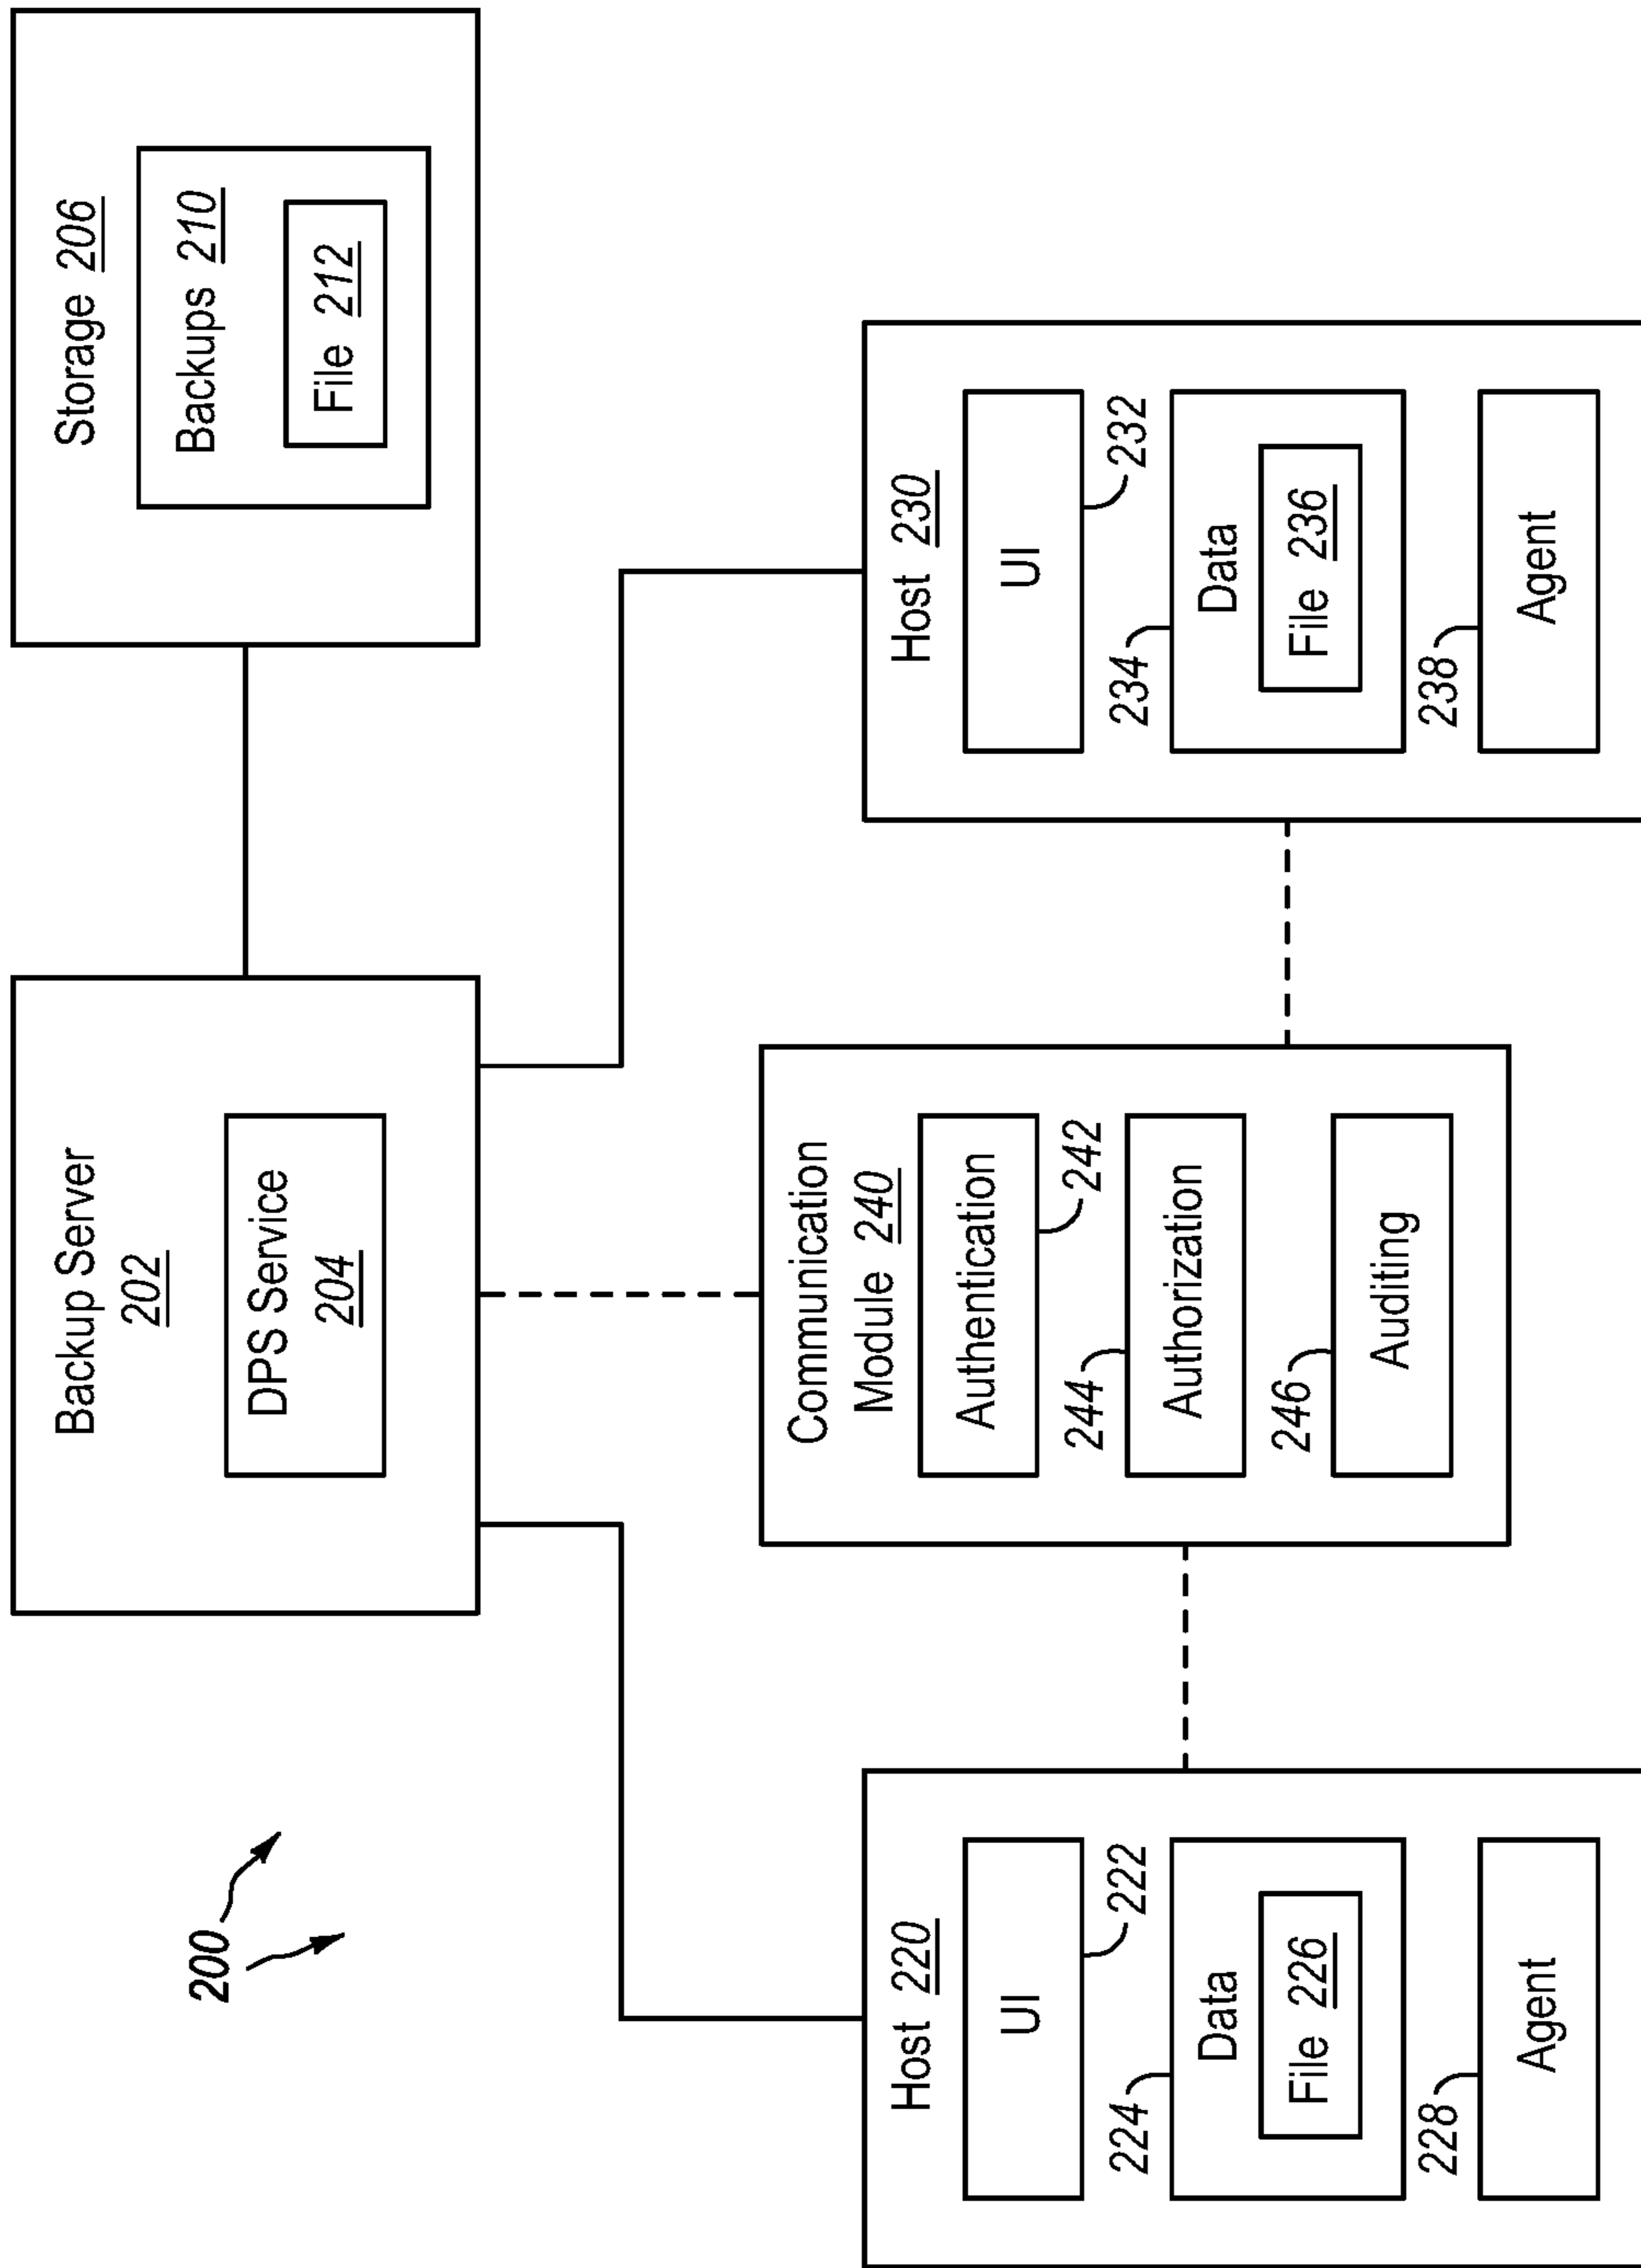 200
Backup Server
202
DPS Service
204
Storage 206
Backups 210
File 212
Host 220
UI
222
224
Data
File 226
228
Agent
Communication
Module 240
Authentication
242
244
Authorization
246
Auditing
Host 230
UI
232
234
Data
File 236
238
Agent